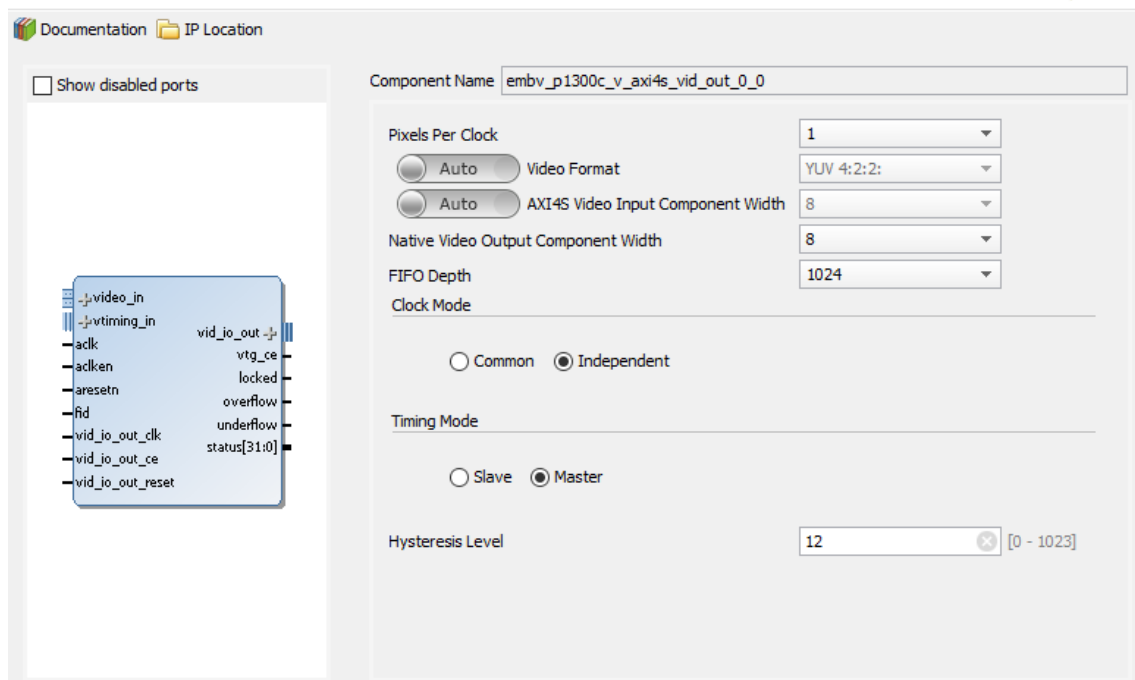 Documentation IP Location
Show disabled ports
Component Name embv_p1300c_v_axi4s_vid_out_0_0
Pixels Per Clock 1
Auto Video Format YUV 4:2:2:
Auto AXI4S Video Input Component Width 8
Native Video Output Component Width 8
FIFO Depth 1024
Clock Mode
Common Independent
Timing Mode
Slave Master
Hysteresis Level 12 [0 - 1023]
video_in
vtiming_in
aclk
aclken
aresetn
fid
vid_io_out_clk
vid_io_out_ce
vid_io_out_reset
vid_io_out
vtg_ce
locked
overflow
underflow
status[31:0]